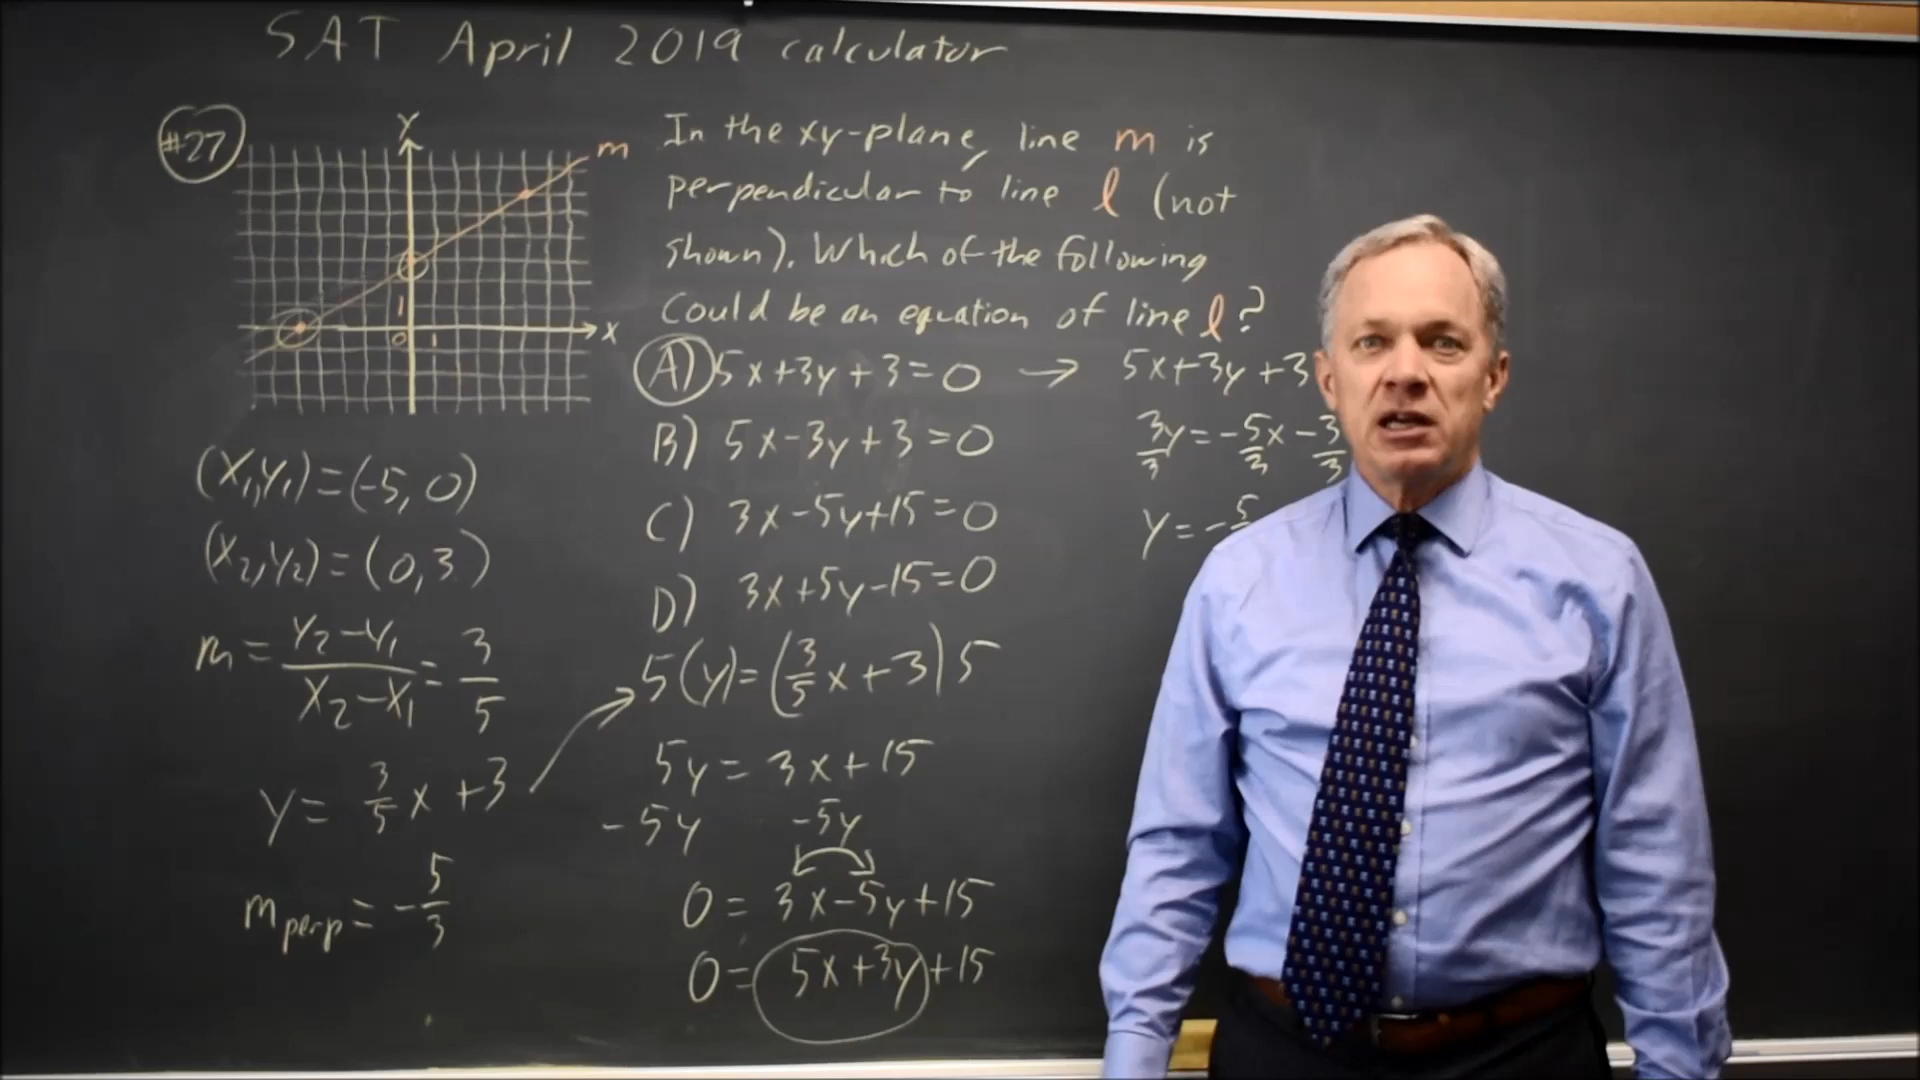 SAT April 2019 calculator
#27
Y
m
1
0 1
X
In the xy-plane, line m is
perpendicular to line l (not
shown). Which of the following
could be an equation of line l?
A) 5x+3y+3=0 → 5x+3y+3
B) 5x-3y+3=0
C) 3x-5y+15=0
D) 3x+5y-15=0
3y/3=-5x/3-3/3
y=-5
(X₁,Y₁)=(-5,0)
(X₂,Y₂)=(0,3)
m=(Y₂-Y₁)/(X₂-X₁)=3/5
y=3/5x+3
m perp=-5/3
5(y)=(3/5x+3)5
5y=3x+15
-5y -5y
0=3x-5y+15
0=5x+3y+15